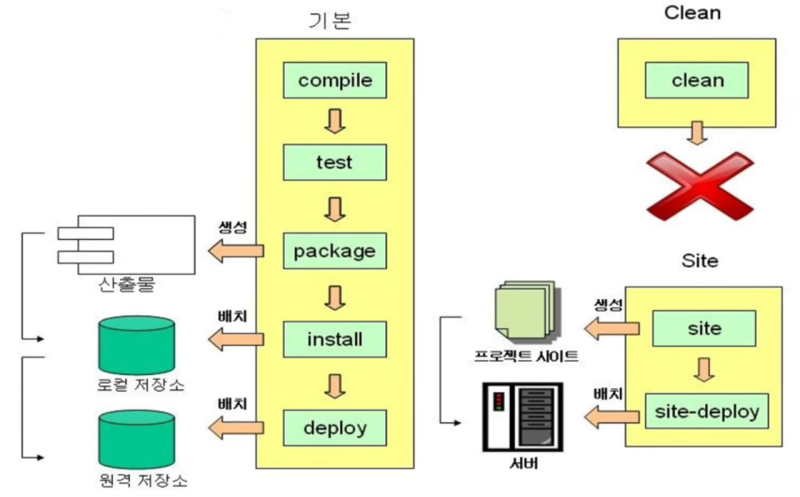 기본
compile
test
package
install
deploy
생성
산출물
배치
로컬 저장소
배치
원격 저장소
Clean
clean
Site
site
site-deploy
생성
프로젝트 사이트
배치
서버